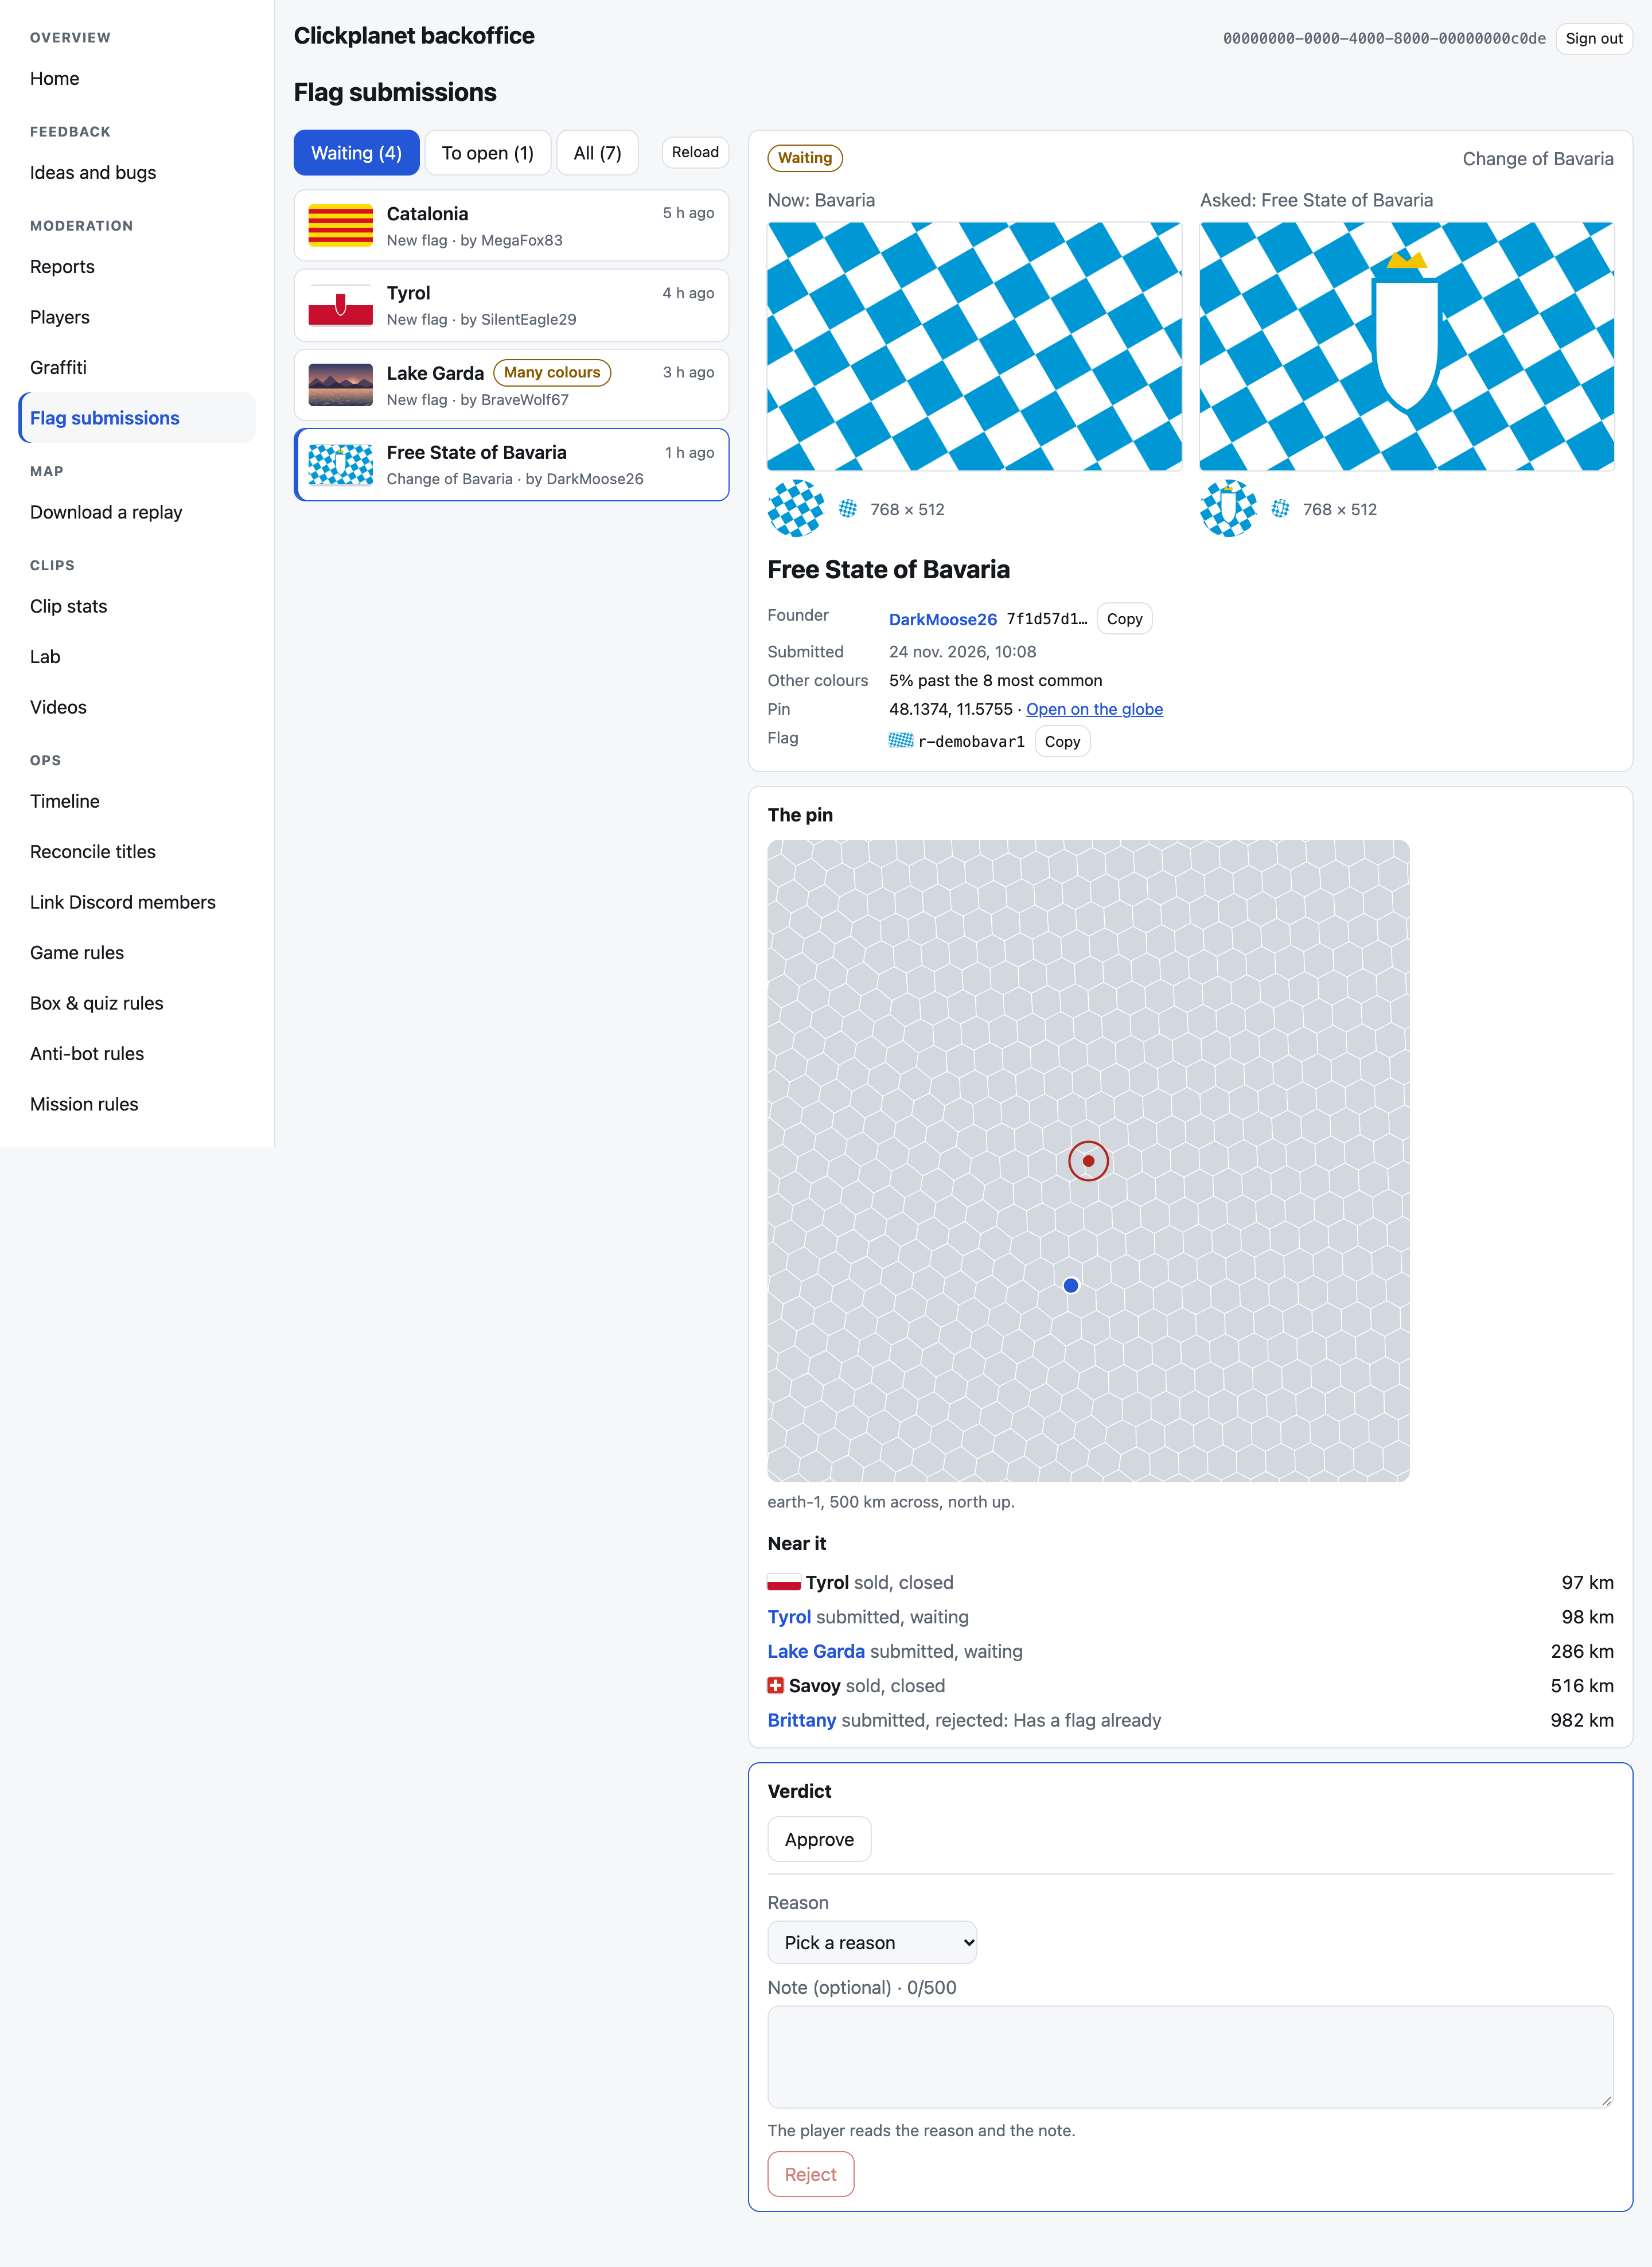 OVERVIEW
Home
FEEDBACK
Ideas and bugs
MODERATION
Reports
Players
Graffiti
Flag submissions
MAP
Download a replay
CLIPS
Clip stats
Lab
Videos
OPS
Timeline
Reconcile titles
Link Discord members
Game rules
Box & quiz rules
Anti-bot rules
Mission rules
Clickplanet backoffice
00000000-0000-4000-8000-00000000c0de
Sign out
Flag submissions
Waiting (4)
To open (1)
All (7)
Reload
Catalonia
5 h ago
New flag · by MegaFox83
Tyrol
4 h ago
New flag · by SilentEagle29
Lake Garda
Many colours
3 h ago
New flag · by BraveWolf67
Free State of Bavaria
1 h ago
Change of Bavaria · by DarkMoose26
Waiting
Change of Bavaria
Now: Bavaria
Asked: Free State of Bavaria
768 × 512
768 × 512
Free State of Bavaria
Founder DarkMoose26 7f1d57d1… Copy
Submitted 24 nov. 2026, 10:08
Other colours 5% past the 8 most common
Pin 48.1374, 11.5755 · Open on the globe
Flag r-demobavar1 Copy
The pin
earth-1, 500 km across, north up.
Near it
Tyrol sold, closed 97 km
Tyrol submitted, waiting 98 km
Lake Garda submitted, waiting 286 km
Savoy sold, closed 516 km
Brittany submitted, rejected: Has a flag already 982 km
Verdict
Approve
Reason
Pick a reason
Note (optional) · 0/500
The player reads the reason and the note.
Reject